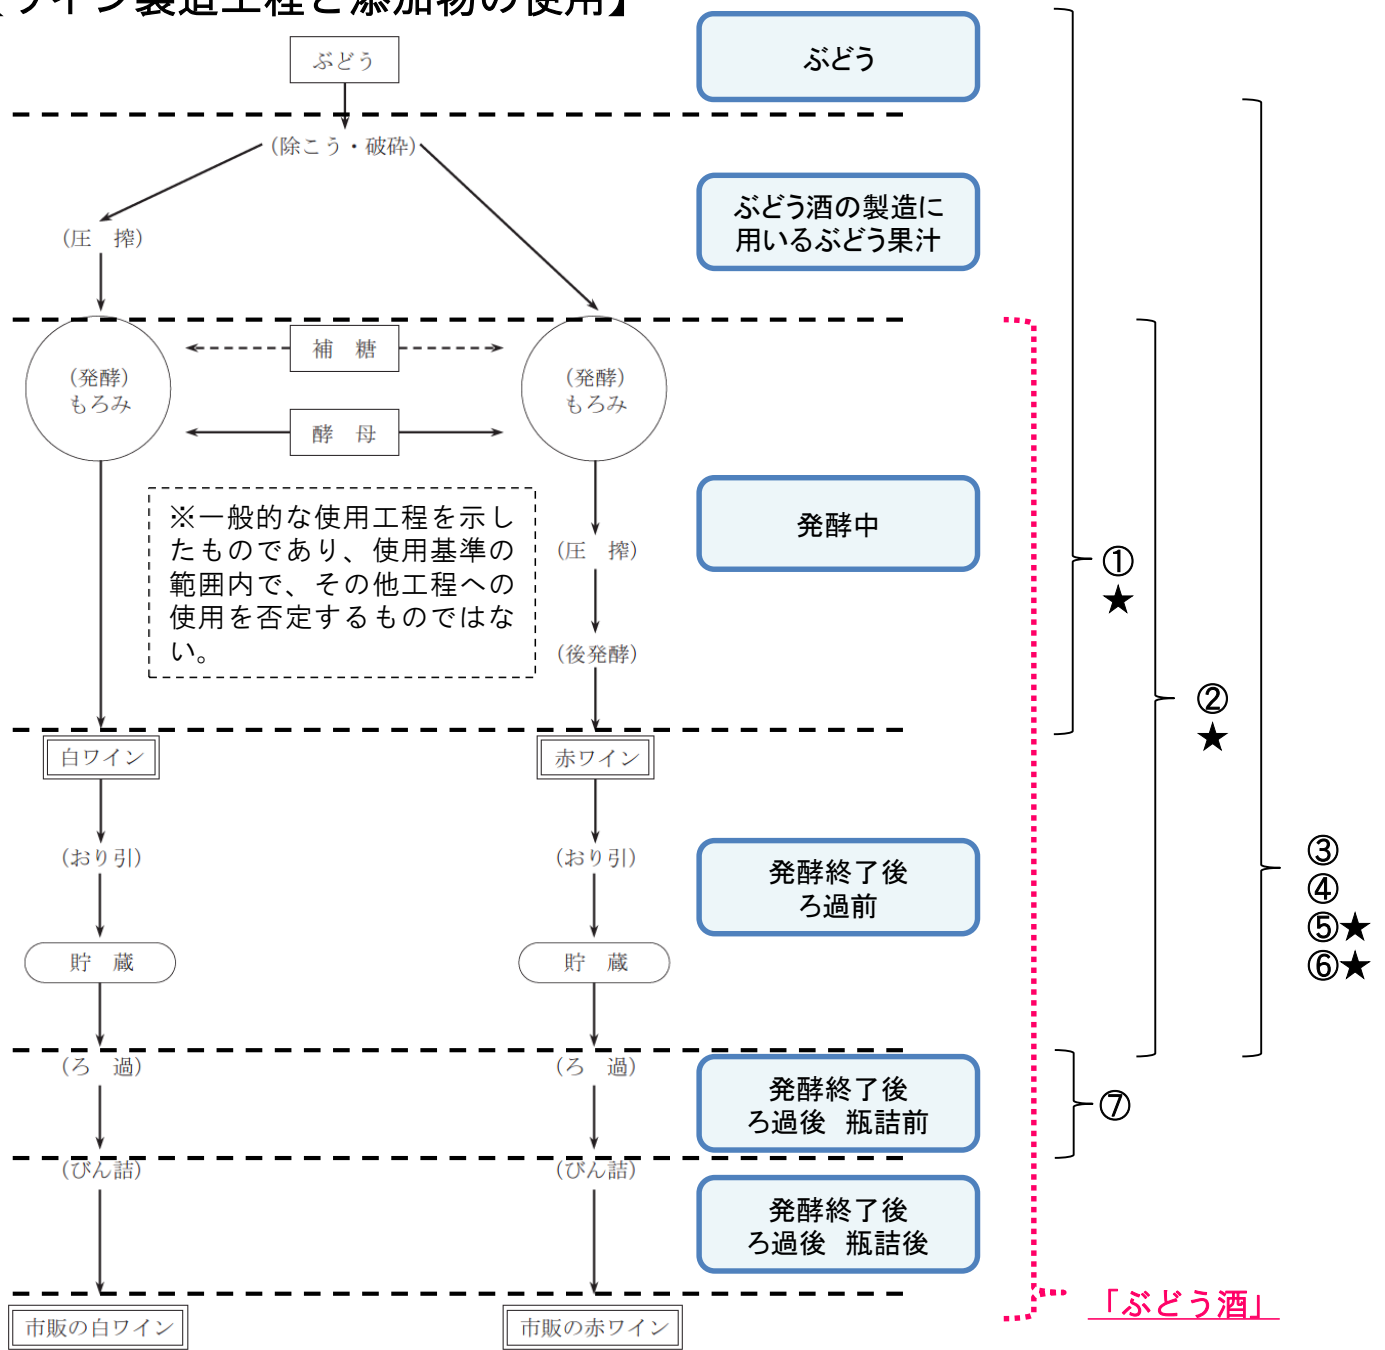 【ワイン製造工程と添加物の使用】
ぶどう
ぶどう
(除こう・破砕)
(圧 搾)
ぶどう酒の製造に
用いるぶどう果汁
補 糖
(発酵)
もろみ
(発酵)
もろみ
酵 母
※一般的な使用工程を示し
たものであり、使用基準の
範囲内で、その他工程への
使用を否定するものではな
い。
発酵中
(圧 搾)
①
★
(後発酵)
②
★
白ワイン
赤ワイン
(おり引)
(おり引)
発酵終了後
ろ過前
③
④
⑤★
⑥★
貯 蔵
貯 蔵
(ろ 過)
(ろ 過)
発酵終了後
ろ過後 瓶詰前
⑦
(びん詰)
(びん詰)
発酵終了後
ろ過後 瓶詰後
「ぶどう酒」
市販の白ワイン
市販の赤ワイン